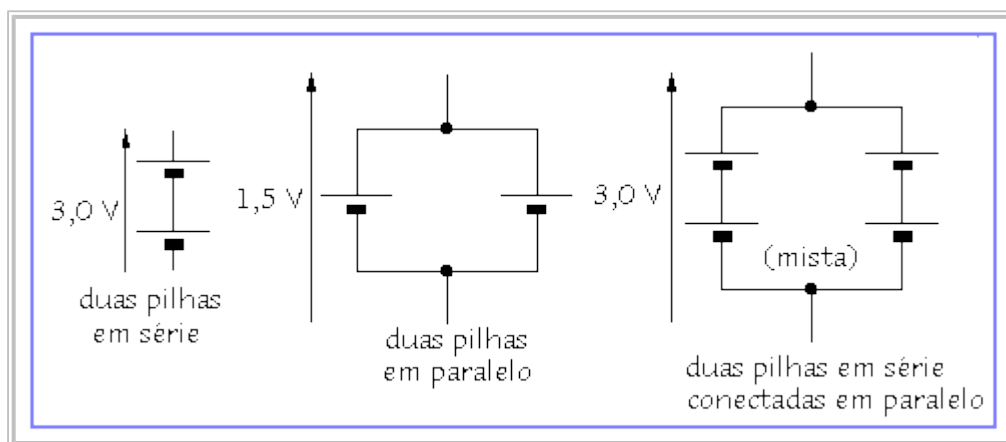 3,0 V
duas pilhas
em série
1,5 V
duas pilhas
em paralelo
3,0 V
(mista)
duas pilhas em série
conectadas em paralelo